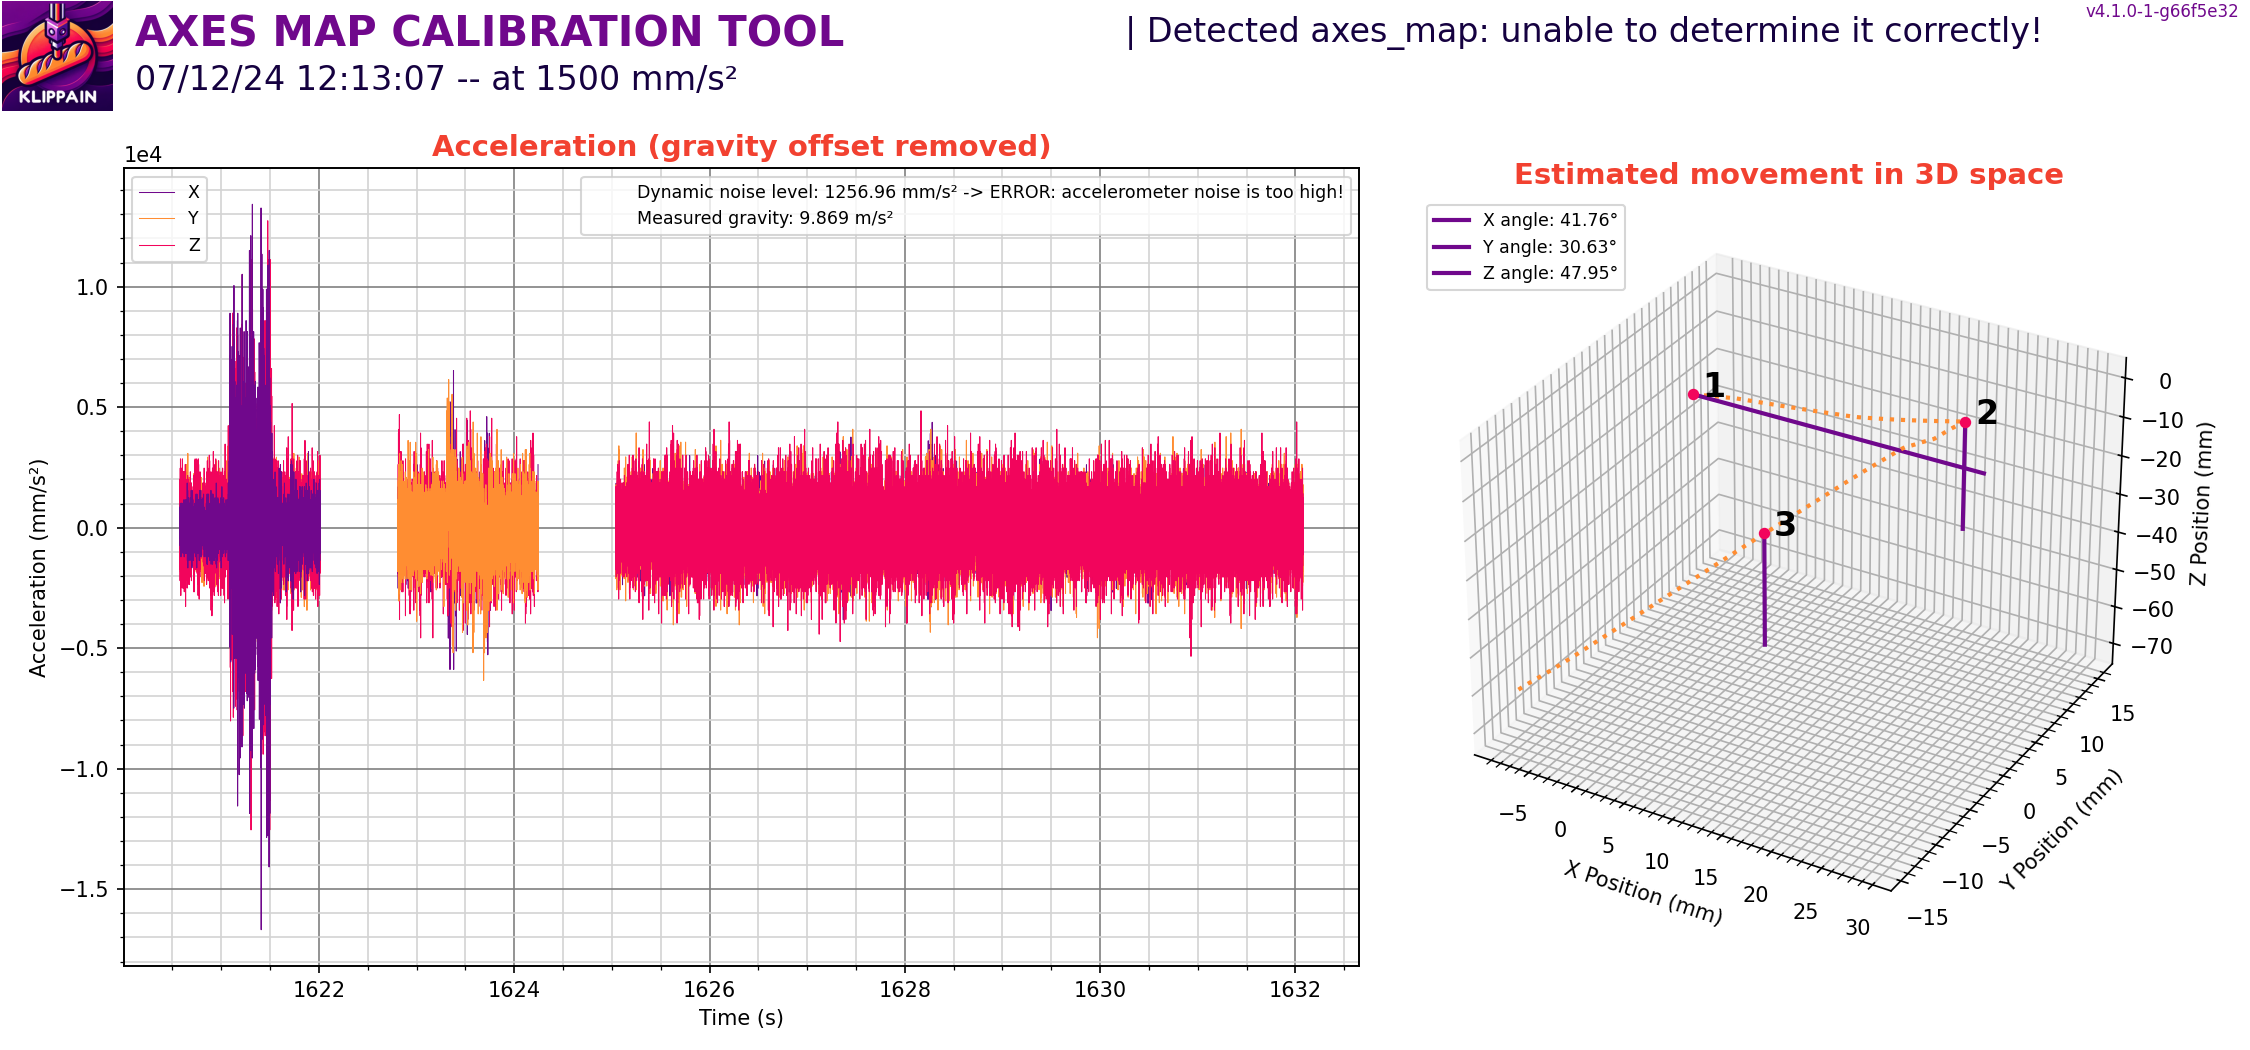 KLIPPAIN
AXES MAP CALIBRATION TOOL
07/12/24 12:13:07 -- at 1500 mm/s²
| Detected axes_map: unable to determine it correctly!
v4.1.0-1-g66f5e32
Acceleration (gravity offset removed)
1e4
X
Y
Z
Dynamic noise level: 1256.96 mm/s² -> ERROR: accelerometer noise is too high!
Measured gravity: 9.869 m/s²
1.0
0.5
0.0
−0.5
−1.0
−1.5
Acceleration (mm/s²)
1622
1624
1626
1628
1630
1632
Time (s)
Estimated movement in 3D space
X angle: 41.76°
Y angle: 30.63°
Z angle: 47.95°
1
2
3
0
−10
−20
−30
−40
−50
−60
−70
Z Position (mm)
15
10
5
0
−5
−10
−15
Y Position (mm)
−5
0
5
10
15
20
25
30
X Position (mm)